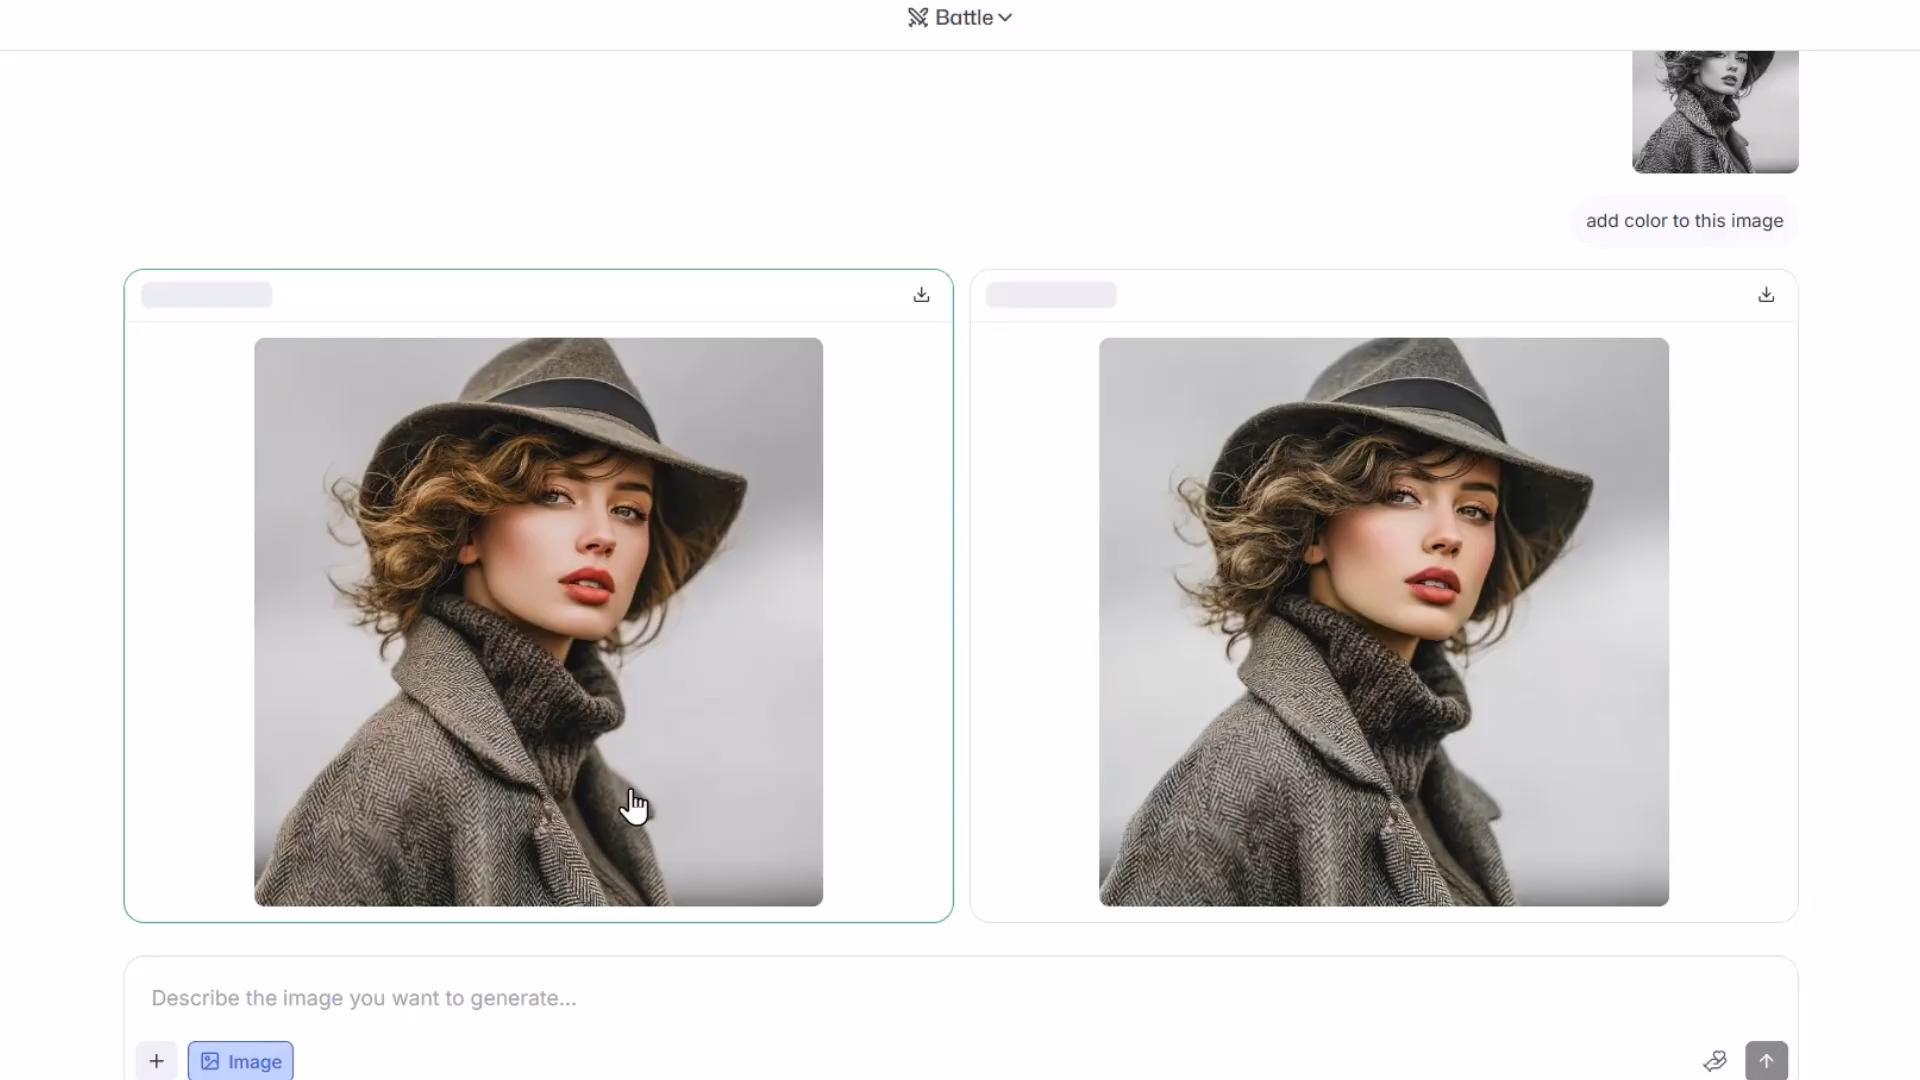 Battle
add color to this image
Describe the image you want to generate...
Image